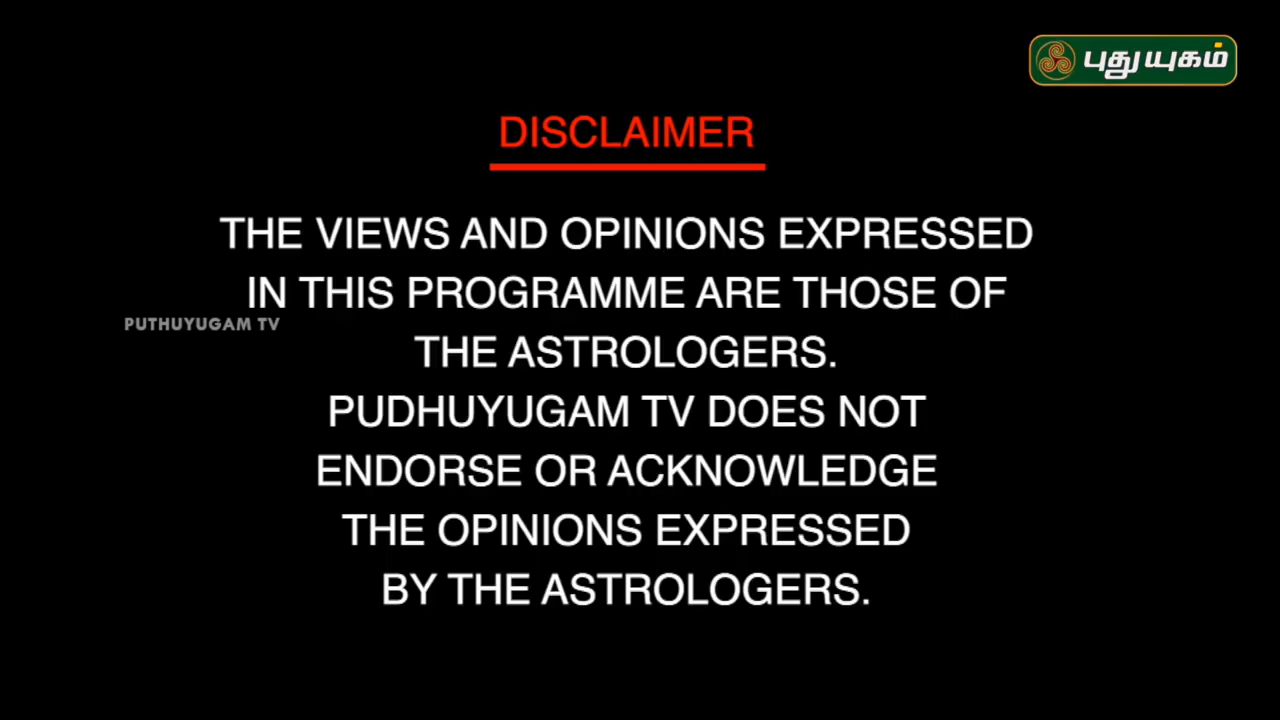 புதுயுகம்
DISCLAIMER
THE VIEWS AND OPINIONS EXPRESSED
IN THIS PROGRAMME ARE THOSE OF
PUTHUYUGAM TV
THE ASTROLOGERS.
PUDHUYUGAM TV DOES NOT
ENDORSE OR ACKNOWLEDGE
THE OPINIONS EXPRESSED
BY THE ASTROLOGERS.